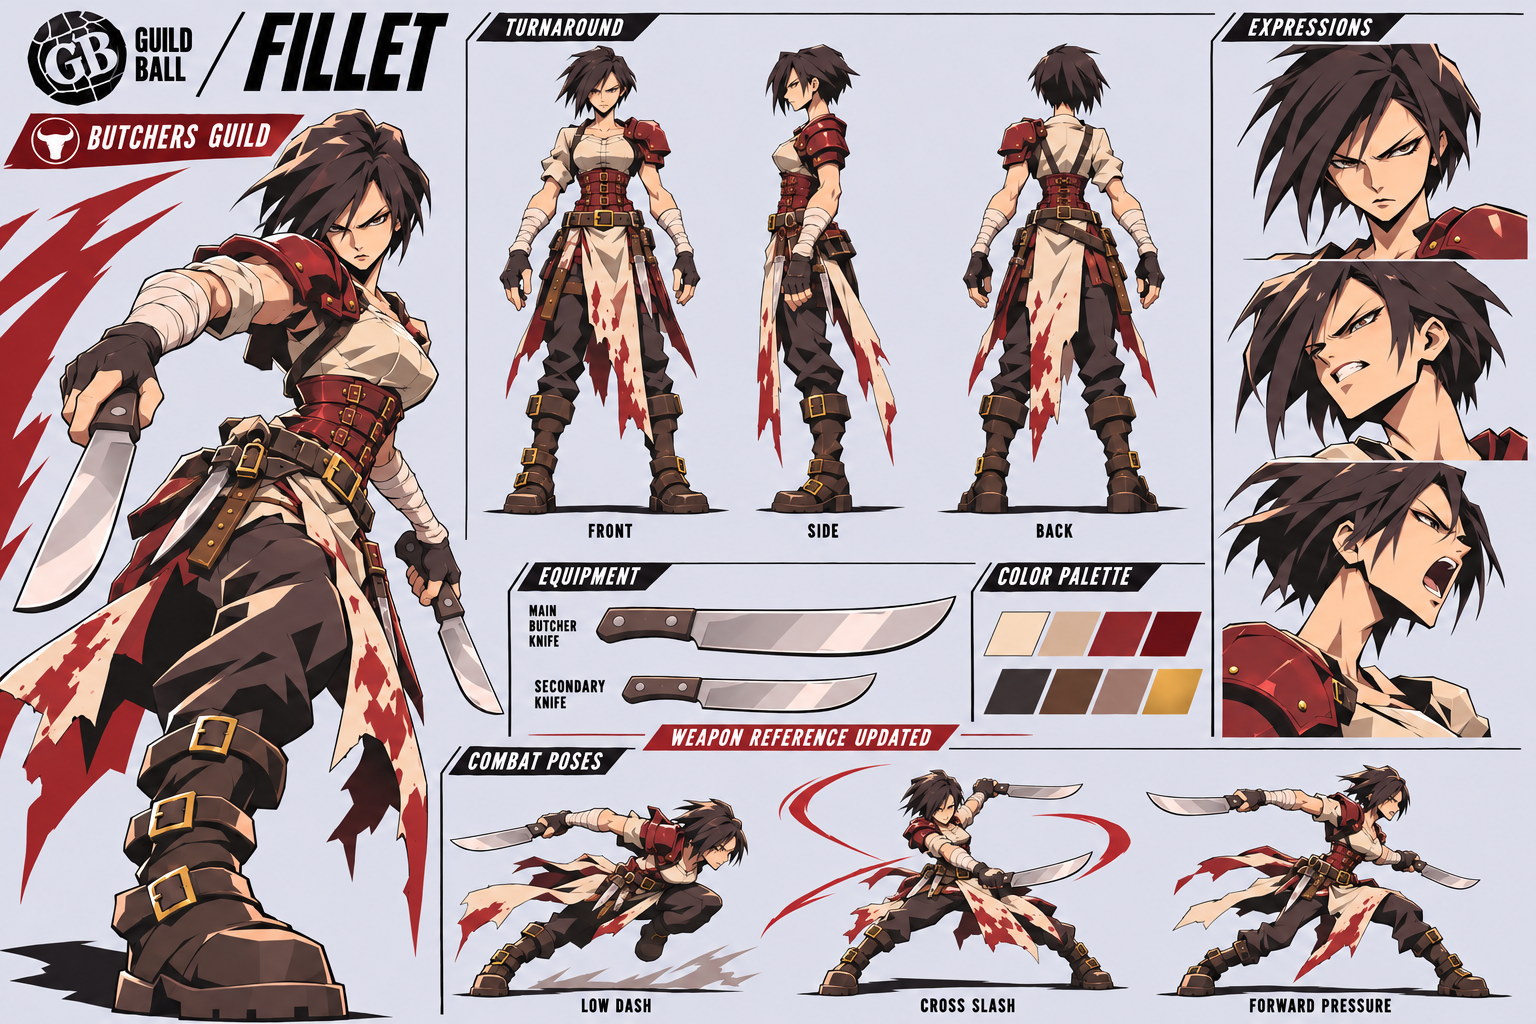 GB
GUILD
BALL
FILLET
BUTCHERS GUILD
TURNAROUND
FRONT
SIDE
BACK
EXPRESSIONS
EQUIPMENT
MAIN
BUTCHER
KNIFE
SECONDARY
KNIFE
COLOR PALETTE
WEAPON REFERENCE UPDATED
COMBAT POSES
LOW DASH
CROSS SLASH
FORWARD PRESSURE